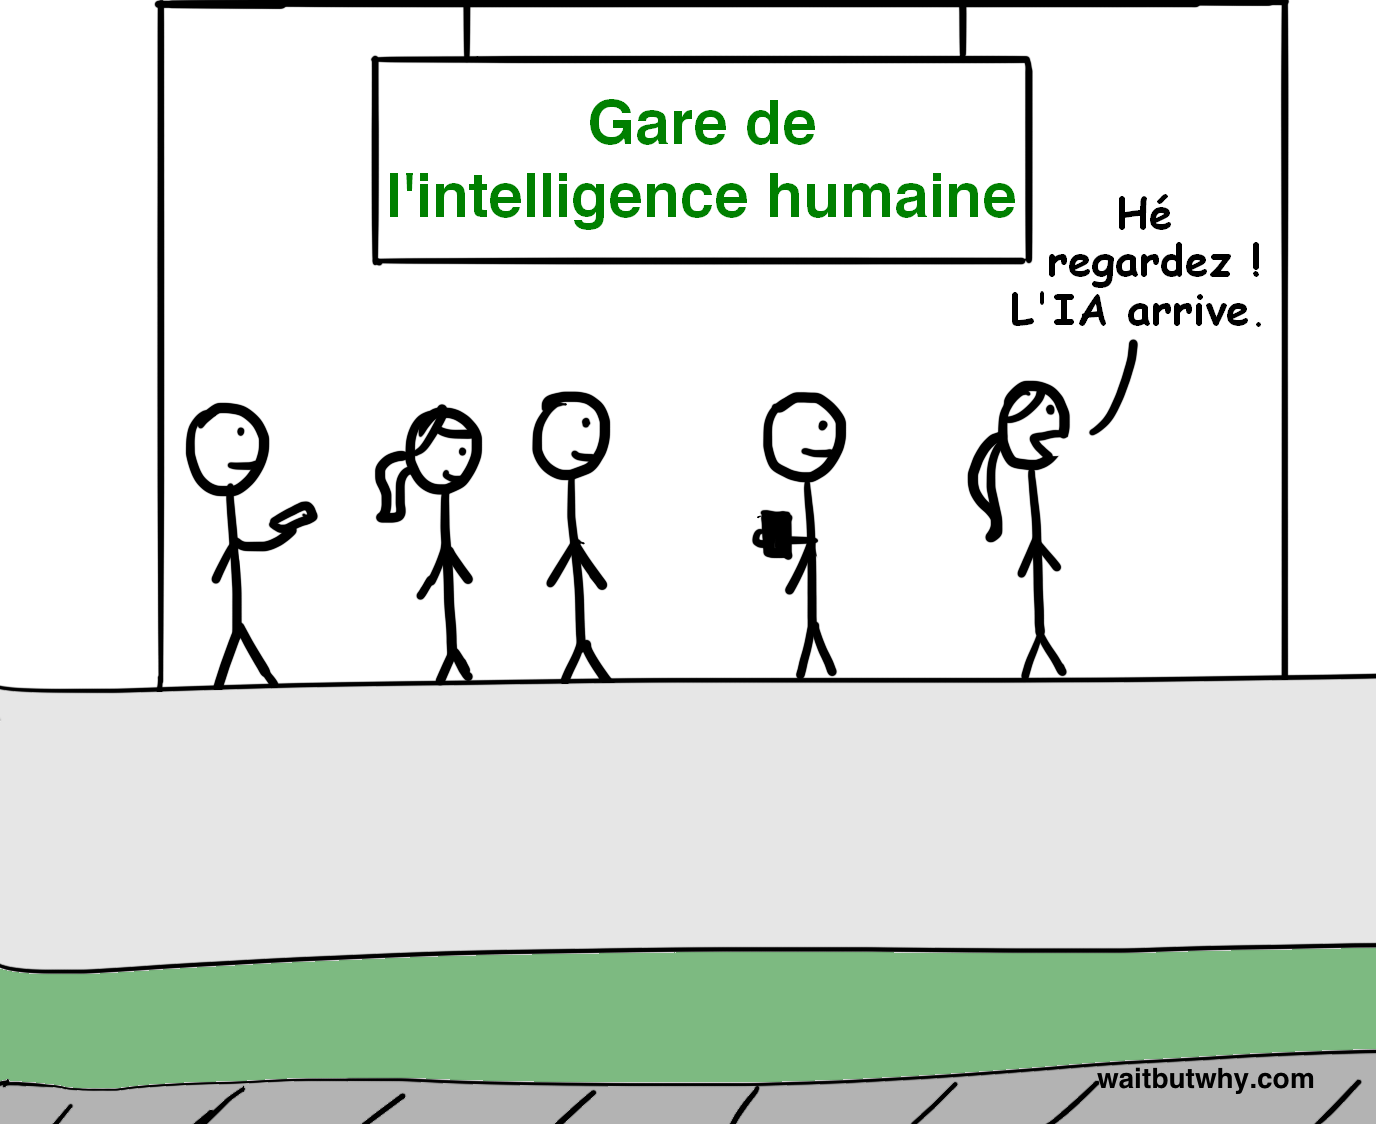 Gare de
l'intelligence humaine
Hé
regardez !
L'IA arrive.
waitbutwhy.com